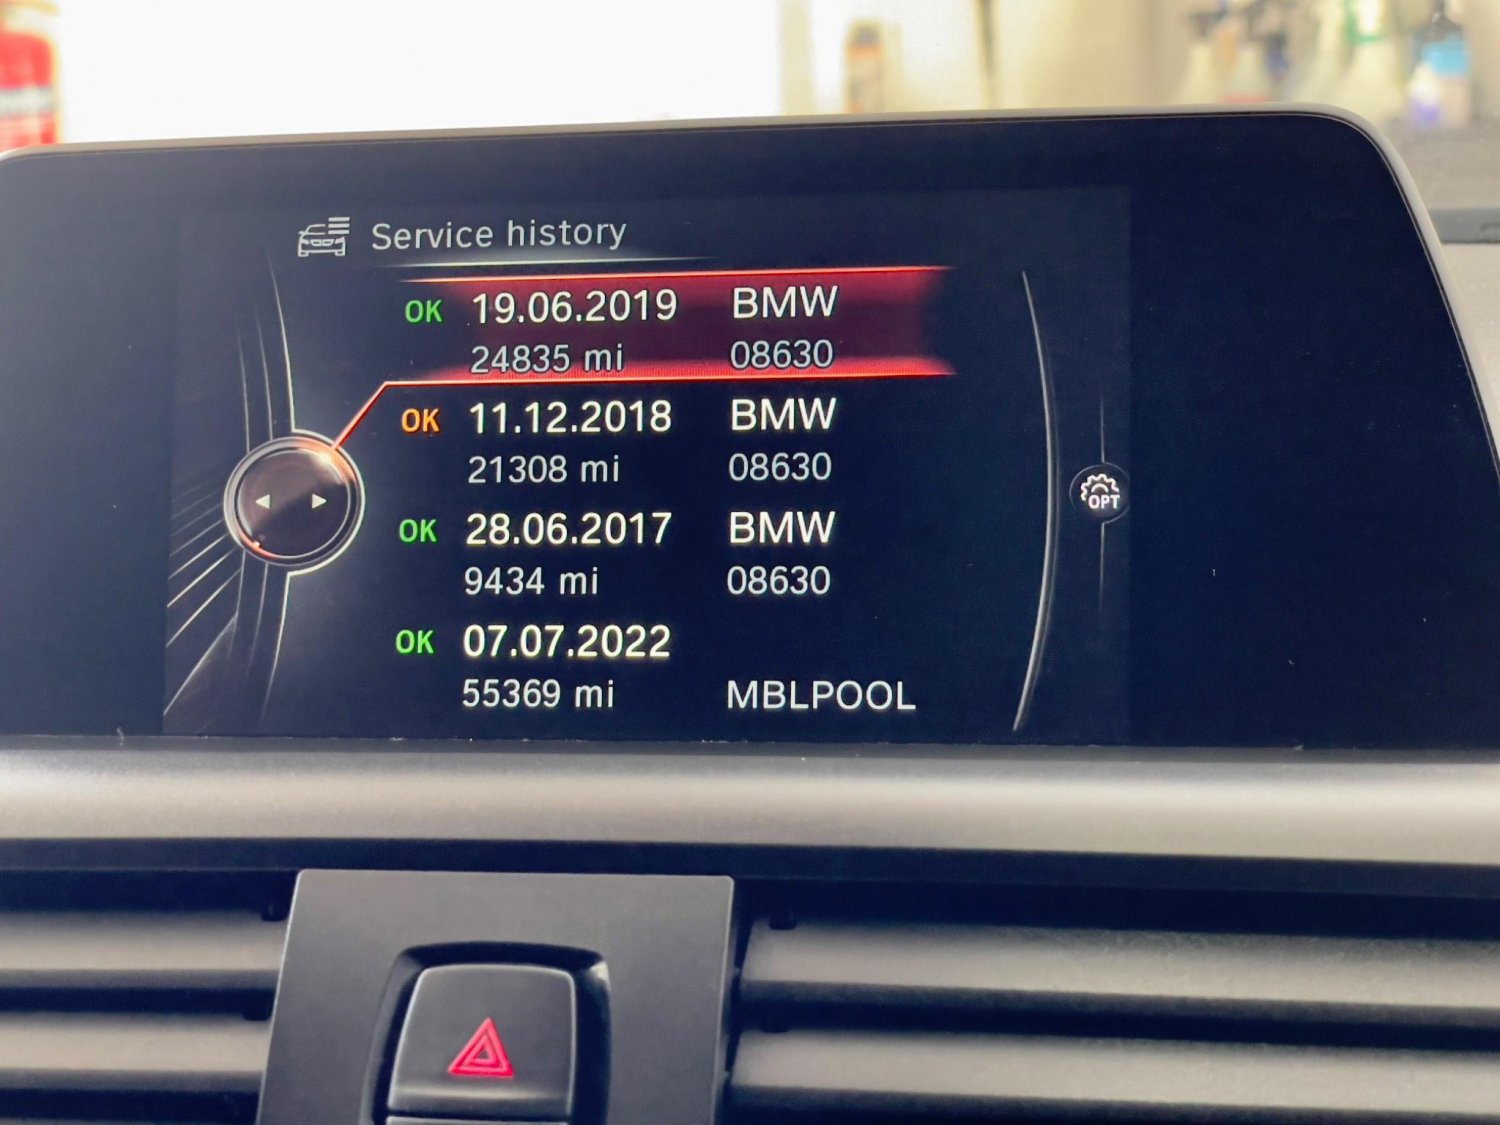 Service history
OK 19.06.2019 BMW
24835 mi 08630
OK 11.12.2018 BMW
21308 mi 08630
OK 28.06.2017 BMW
9434 mi 08630
OK 07.07.2022
55369 mi MBLPOOL
OPT